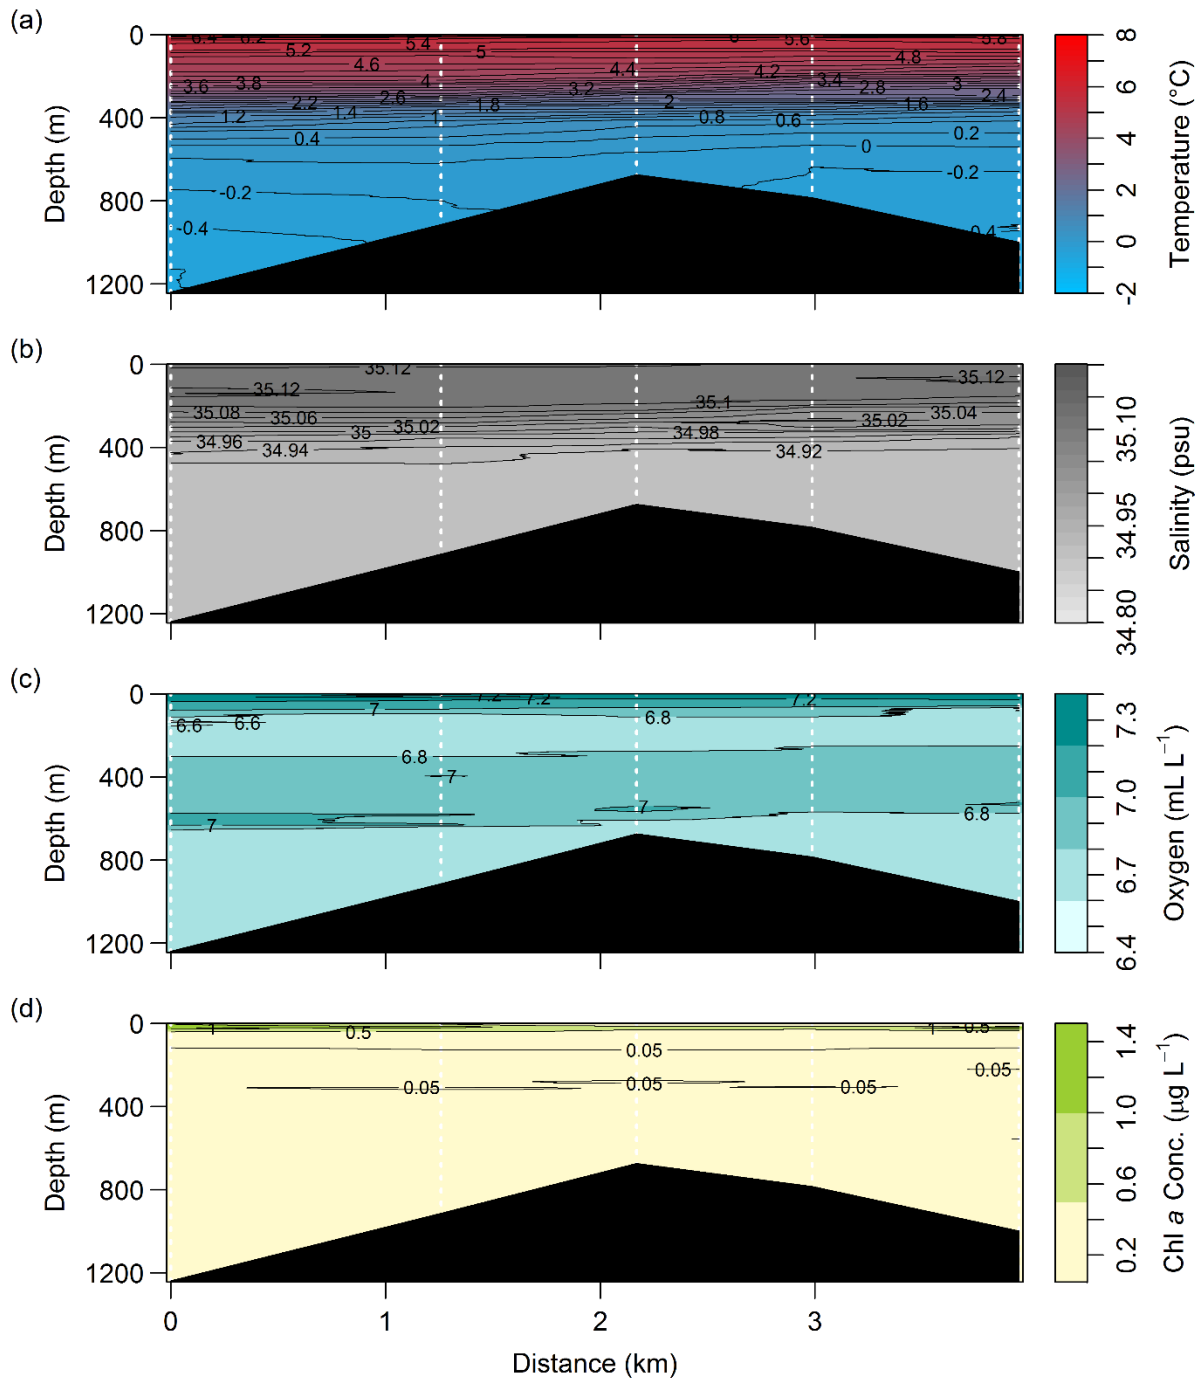 (a)
0
400
800
1200
Depth (m)
6.4 6.2 5.4 6 5.6 5.8
5.2 5 4.8
4.6 4.4 4.2
3.6 3.8 4 3.2 3.4 2.8 3
2.2 2.6 1.8 2 1.6 2.4
1.2 1.4 1 0.8 0.6
0.4 0.2
0
-0.2 -0.2
-0.4 0.4
8
6
4
2
0
-2
Temperature (°C)
(b)
0
400
800
1200
Depth (m)
35.12
35.12 35.12
35.08 35.06 35.02 35.1 35.04
34.96 35 34.98 35.02
34.94 34.92
35.10
34.95
34.80
Salinity (psu)
(c)
0
400
800
1200
Depth (m)
7.2 7.2 7.2
7
6.6 6.6 6.8
6.8
7
7
7 6.8
7.3
7.0
6.7
6.4
Oxygen (mL L−1)
(d)
0
400
800
1200
Depth (m)
1 0.5 1 0.5
0.05
0.05 0.05 0.05 0.05
1.4
1.0
0.6
0.2
Chl a Conc. (μg L−1)
0 1 2 3
Distance (km)